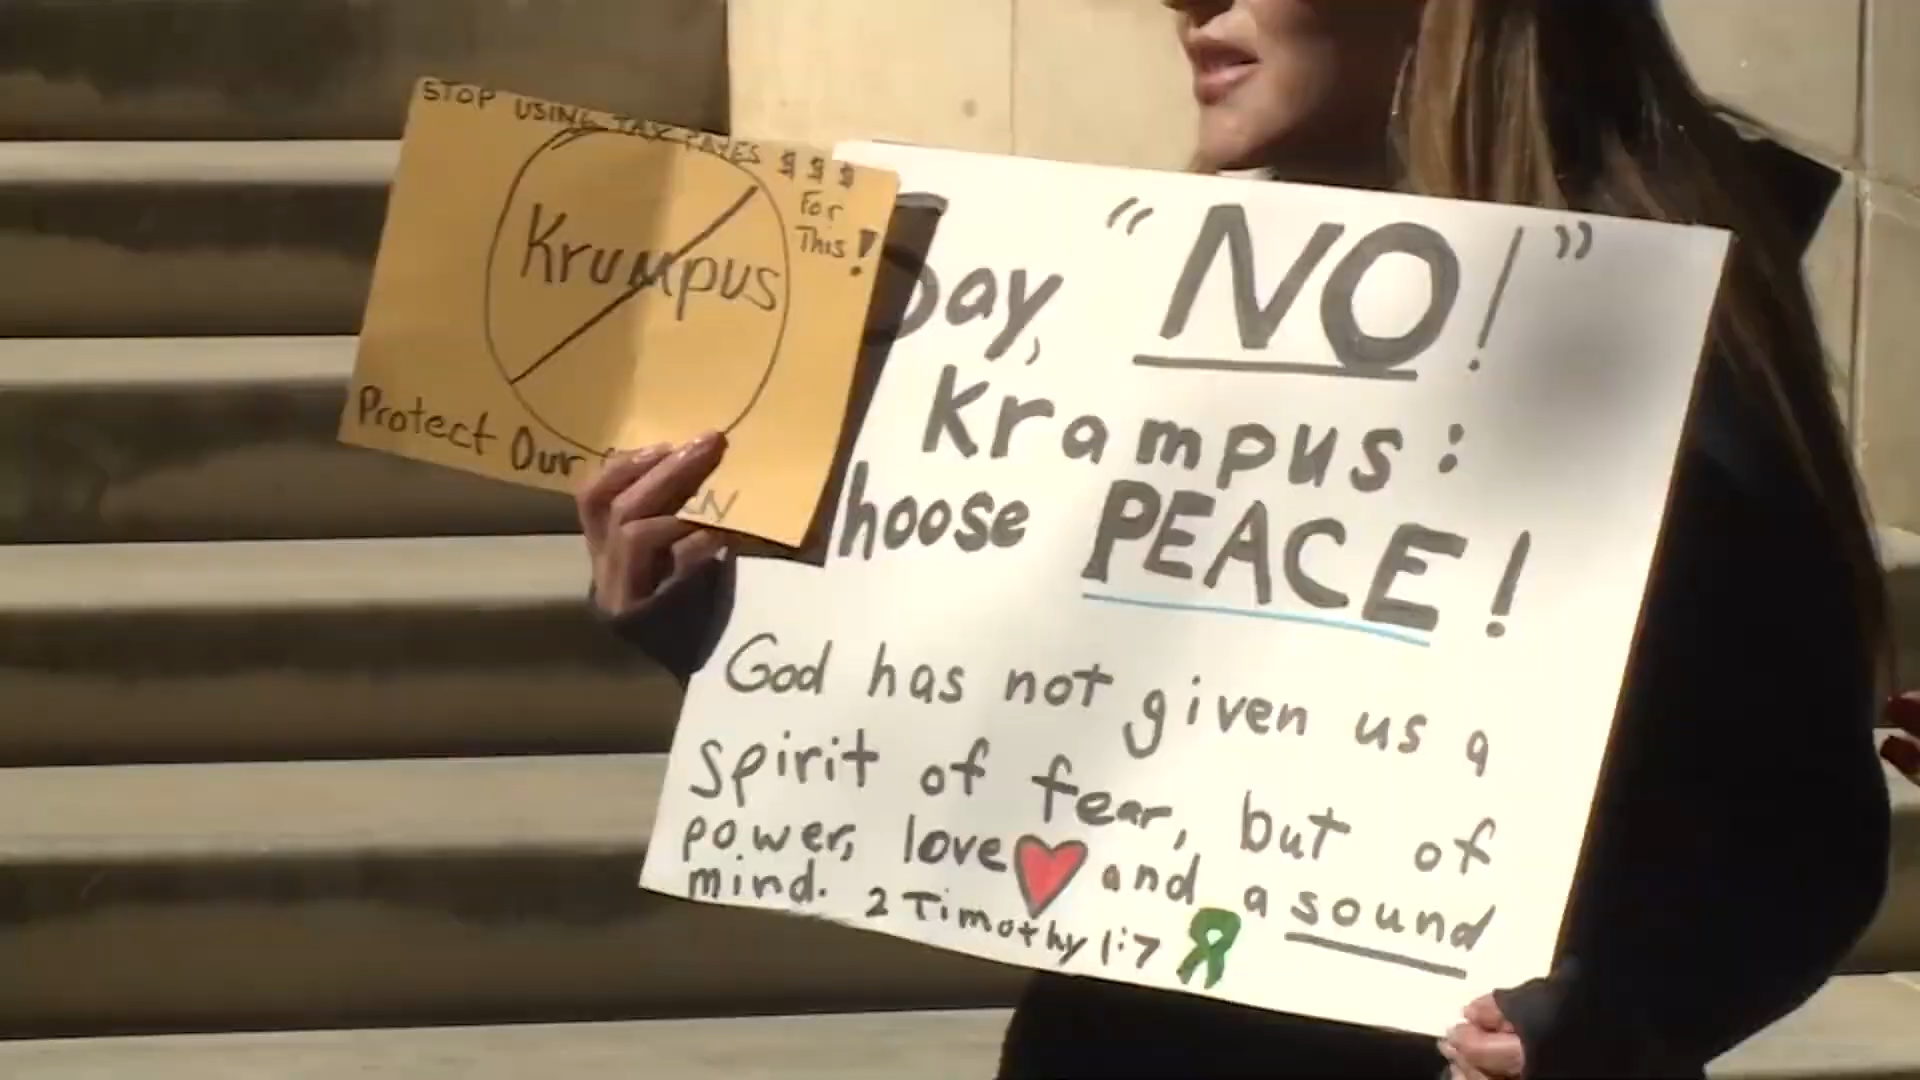 STOP USING TAX PAYES $ $ $
For
This!
Krumpus
Protect Our
Say, "NO!"
Krampus:
hoose PEACE!
God has not given us a
spirit of fear, but of
power, love and a sound
mind. 2 Timothy 1:7